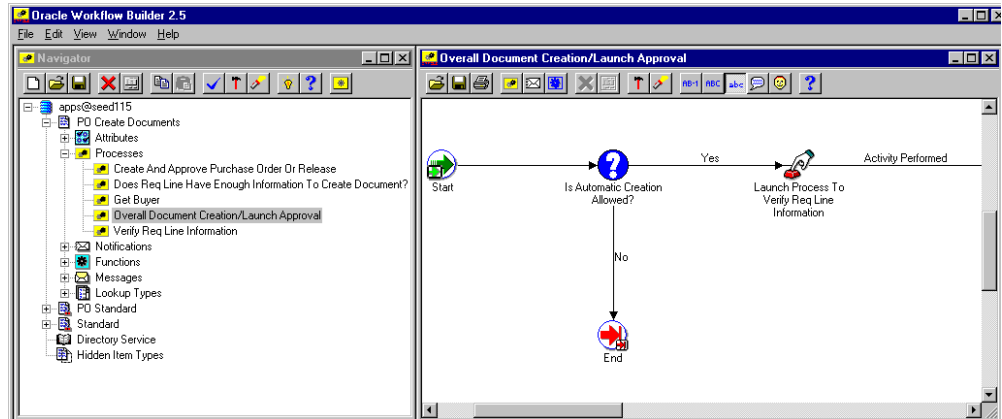 Oracle Workflow Builder 2.5
File Edit View Window Help
Navigator
apps@seed115
PO Create Documents
Attributes
Processes
Create And Approve Purchase Order Or Release
Does Req Line Have Enough Information To Create Document?
Get Buyer
Overall Document Creation/Launch Approval
Verify Req Line Information
Notifications
Functions
Messages
Lookup Types
PO Standard
Standard
Directory Service
Hidden Item Types
Overall Document Creation/Launch Approval
AB-1 ABC abc
Start
Is Automatic Creation
Allowed?
Yes
Launch Process To
Verify Req Line
Information
Activity Performed
No
End